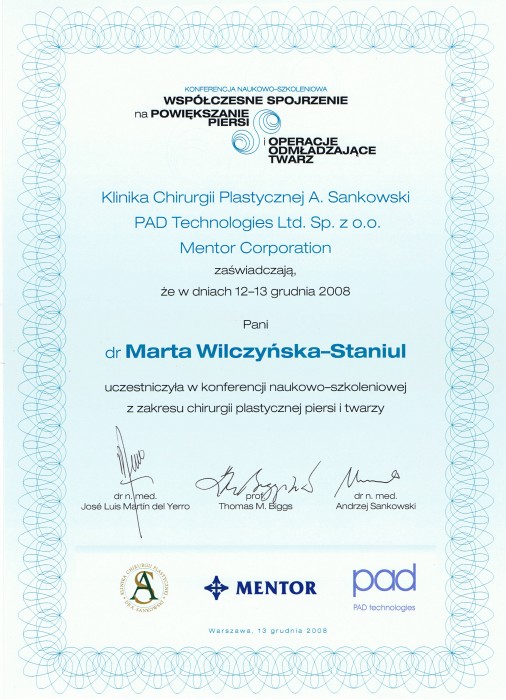 KONFERENCJA NAUKOWO-SZKOLENIOWA
WSPÓŁCZESNE SPOJRZENIE
na POWIĘKSZANIE
PIERSI
i OPERACJE
ODMŁADZAJĄCE
TWARZ
Klinika Chirurgii Plastycznej A. Sankowski
PAD Technologies Ltd. Sp. z o.o.
Mentor Corporation
zaświadczają,
że w dniach 12–13 grudnia 2008
Pani
dr Marta Wilczyńska–Staniul
uczestniczyła w konferencji naukowo–szkoleniowej
z zakresu chirurgii plastycznej piersi i twarzy
dr n. med.
José Luis Martín del Yerro
prof.
Thomas M. Biggs
dr n. med.
Andrzej Sankowski
KLINIKA CHIRURGII PLASTYCZNEJ
SA
DR A. SANKOWSKI
MENTOR
pad
PAD technologies
Warszawa, 13 grudnia 2008